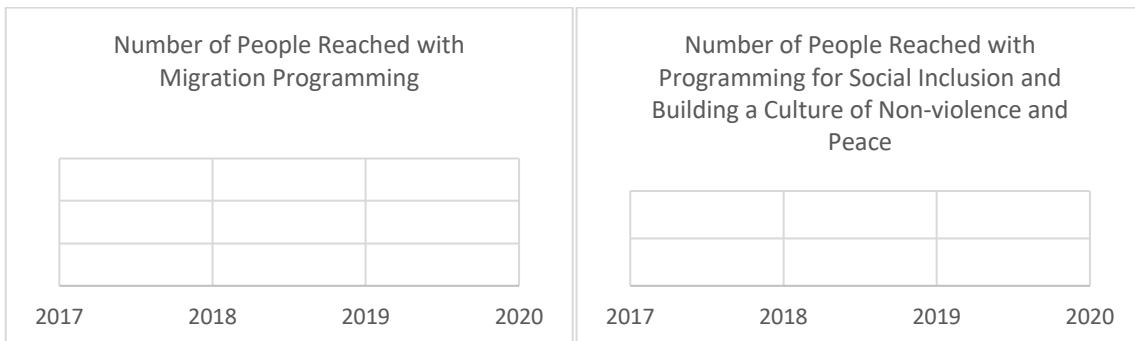 Number of People Reached with
Migration Programming
2017 2018 2019 2020
Number of People Reached with
Programming for Social Inclusion and
Building a Culture of Non-violence and
Peace
2017 2018 2019 2020